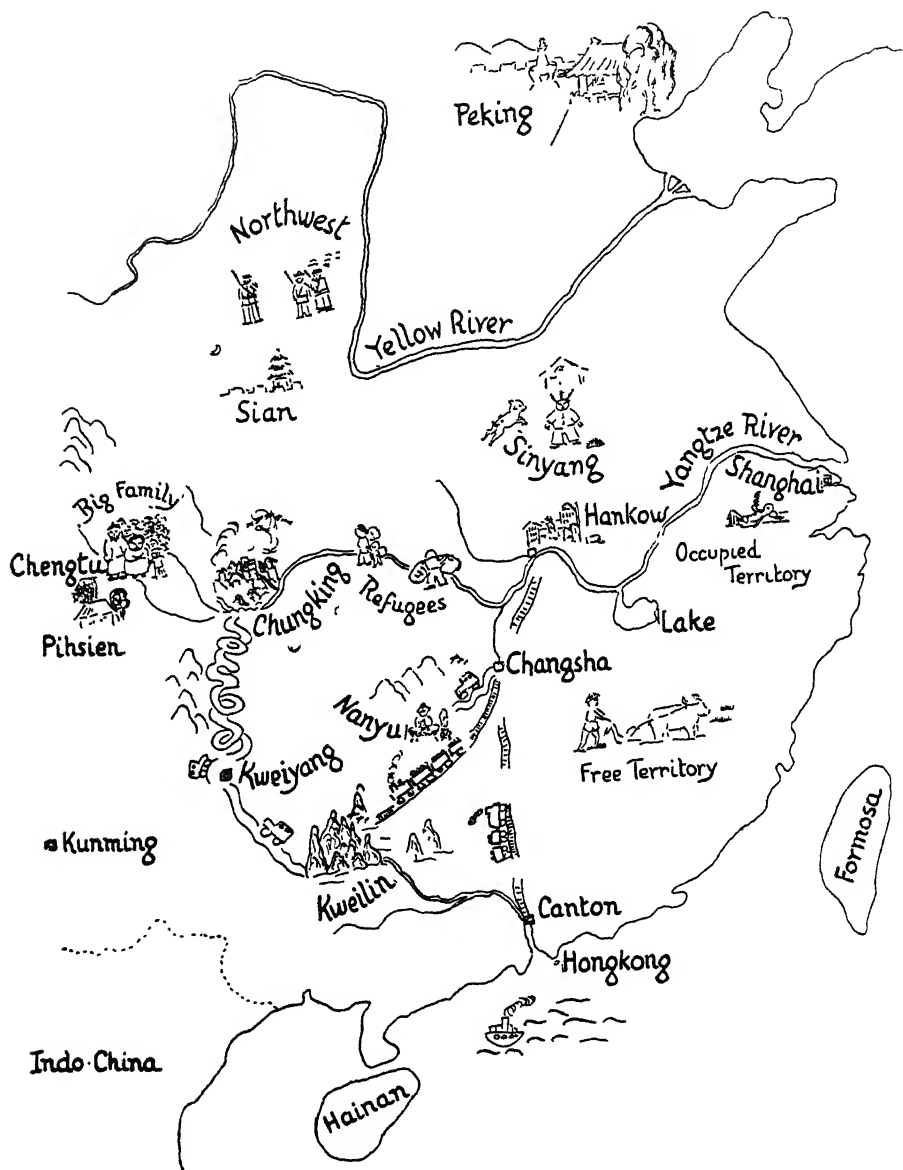 Peking
Northwest
Yellow River
Sian
Sinyang
Yangtze River
Shanghai
Big Family
Hankow
Occupied
Territory
Chengtu
Chungking
Refugees
Lake
Pihsien
Changsha
Nanyu
Free Territory
Kweiyang
Formosa
Kunming
Kweilin
Canton
Hongkong
Indo-China
Hainan